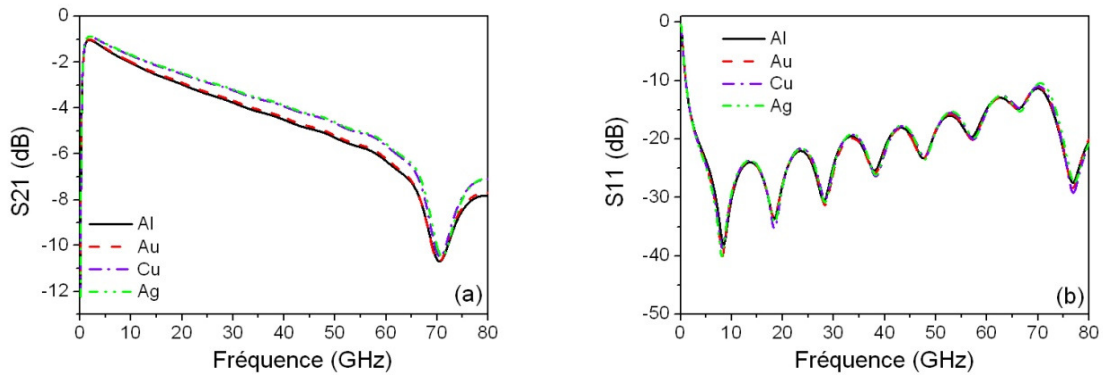 0
-2
-4
-6
-8
-10
-12
S21 (dB)
Al
Au
Cu
Ag
(a)
0 10 20 30 40 50 60 70 80
Fréquence (GHz)
0
-10
-20
-30
-40
-50
S11 (dB)
Al
Au
Cu
Ag
(b)
0 10 20 30 40 50 60 70 80
Fréquence (GHz)